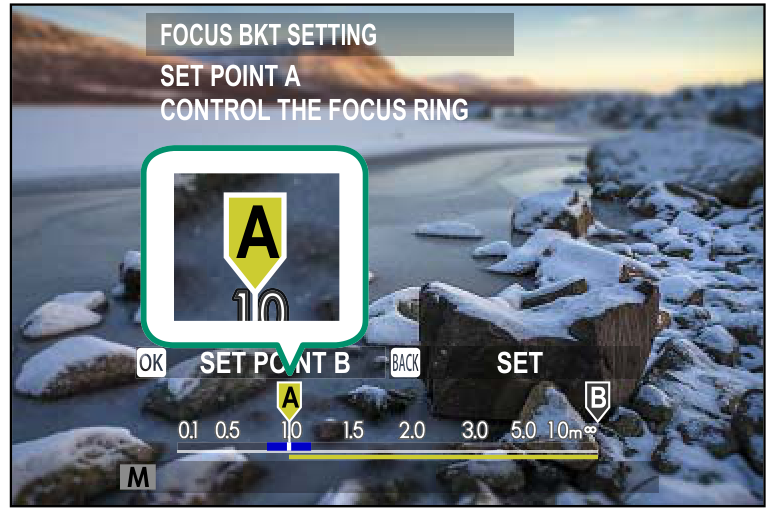 FOCUS BKT SETTING
SET POINT A
CONTROL THE FOCUS RING
A
10
OK SET POINT B BACK SET
A B
0.1 0.5 1.0 1.5 2.0 3.0 5.0 10m∞
M